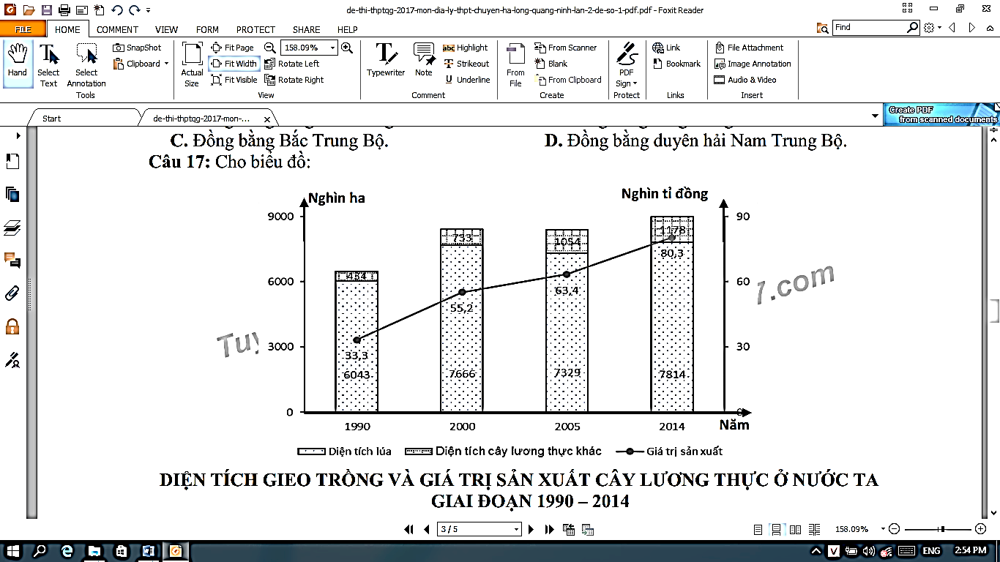 de-thi-thptqg-2017-mon-dia-ly-thpt-chuyen-ha-long-quang-ninh-lan-2-de-so-1-pdf.pdf - Foxit Reader
FILE HOME COMMENT VIEW FORM PROTECT SHARE HELP
Find
Hand
Select Text
Select Annotation
SnapShot
Clipboard
Tools
Actual Size
Fit Page
Fit Width
Fit Visible
158.09%
Rotate Left
Rotate Right
View
Typewriter
Note
abc Highlight
Strikeout
Underline
Comment
From File
From Scanner
Blank
From Clipboard
Create
PDF Sign
Protect
Link
Bookmark
Links
File Attachment
Image Annotation
Audio & Video
Insert
Start
de-thi-thptqg-2017-mon-...
Create PDF
from scanned documents
C. Đồng bằng Bắc Trung Bộ. D. Đồng bằng duyên hải Nam Trung Bộ.
Câu 17: Cho biểu đồ:
Nghìn ha Nghìn tỉ đồng
9000 90
1178
733 1054
80,3
454
6000 60
63,4
55,2
7.com
Tuy
3000 30
33,3
6043 7666 7329 7814
0 0
1990 2000 2005 2014 Năm
Diện tích lúa Diện tích cây lương thực khác Giá trị sản xuất
DIỆN TÍCH GIEO TRỒNG VÀ GIÁ TRỊ SẢN XUẤT CÂY LƯƠNG THỰC Ở NƯỚC TA
GIAI ĐOẠN 1990 – 2014
3 / 5 158.09%
V ENG 2:54 PM